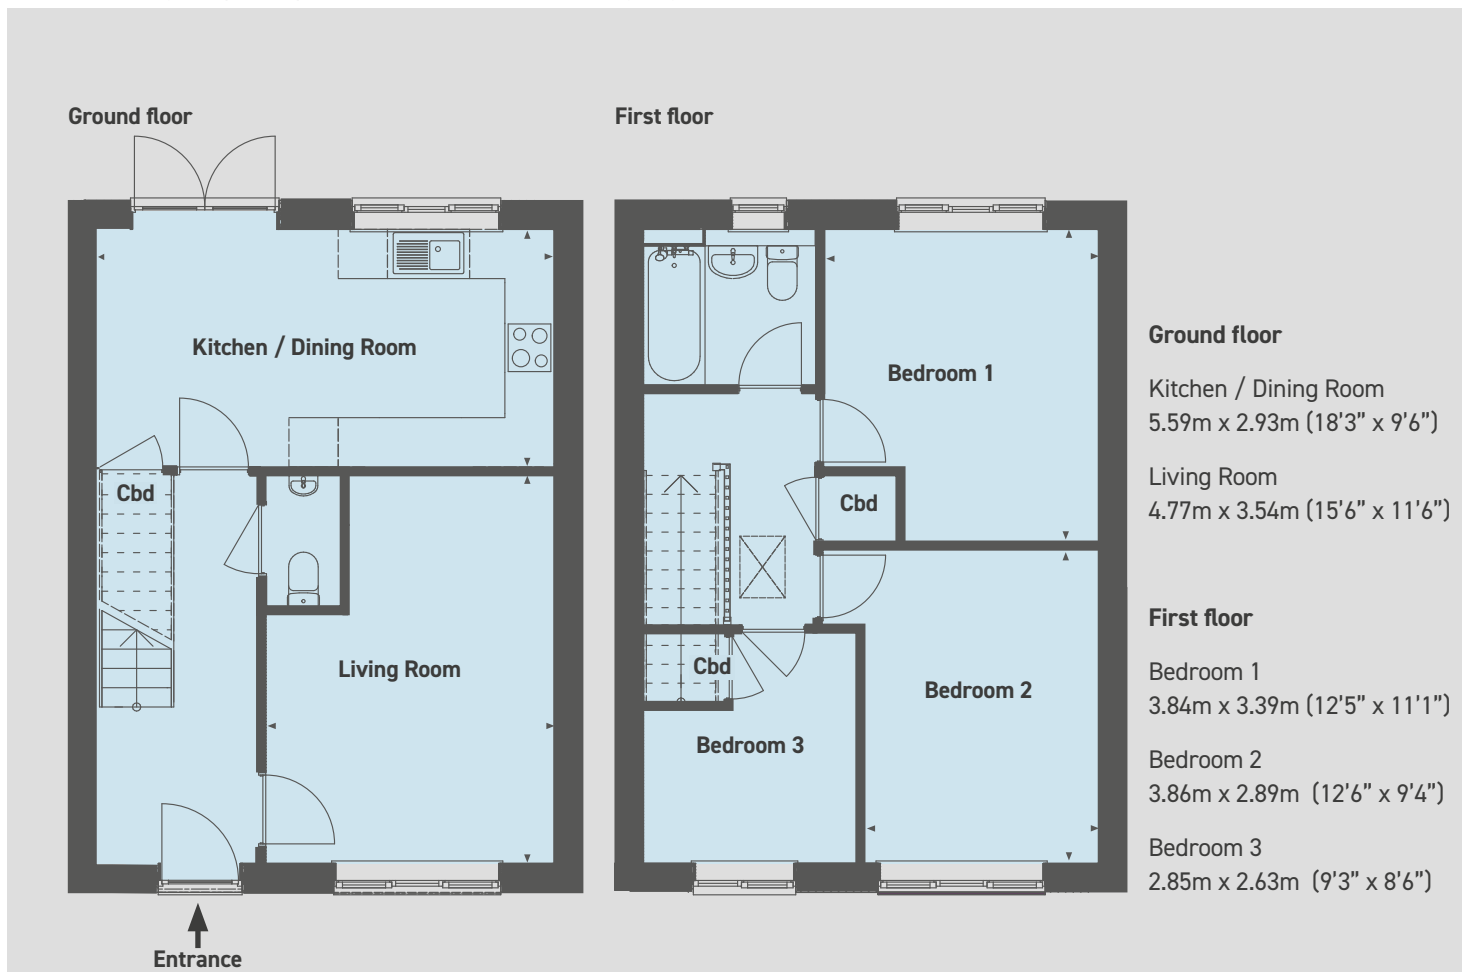 Ground floor
First floor
Kitchen / Dining Room
Cbd
Living Room
Entrance
Bedroom 1
Cbd
Bedroom 2
Cbd
Bedroom 3
Ground floor
Kitchen / Dining Room
5.59m x 2.93m (18'3” x 9'6”)
Living Room
4.77m x 3.54m (15'6” x 11'6”)
First floor
Bedroom 1
3.84m x 3.39m (12'5” x 11'1”)
Bedroom 2
3.86m x 2.89m (12'6” x 9'4”)
Bedroom 3
2.85m x 2.63m (9'3” x 8'6”)